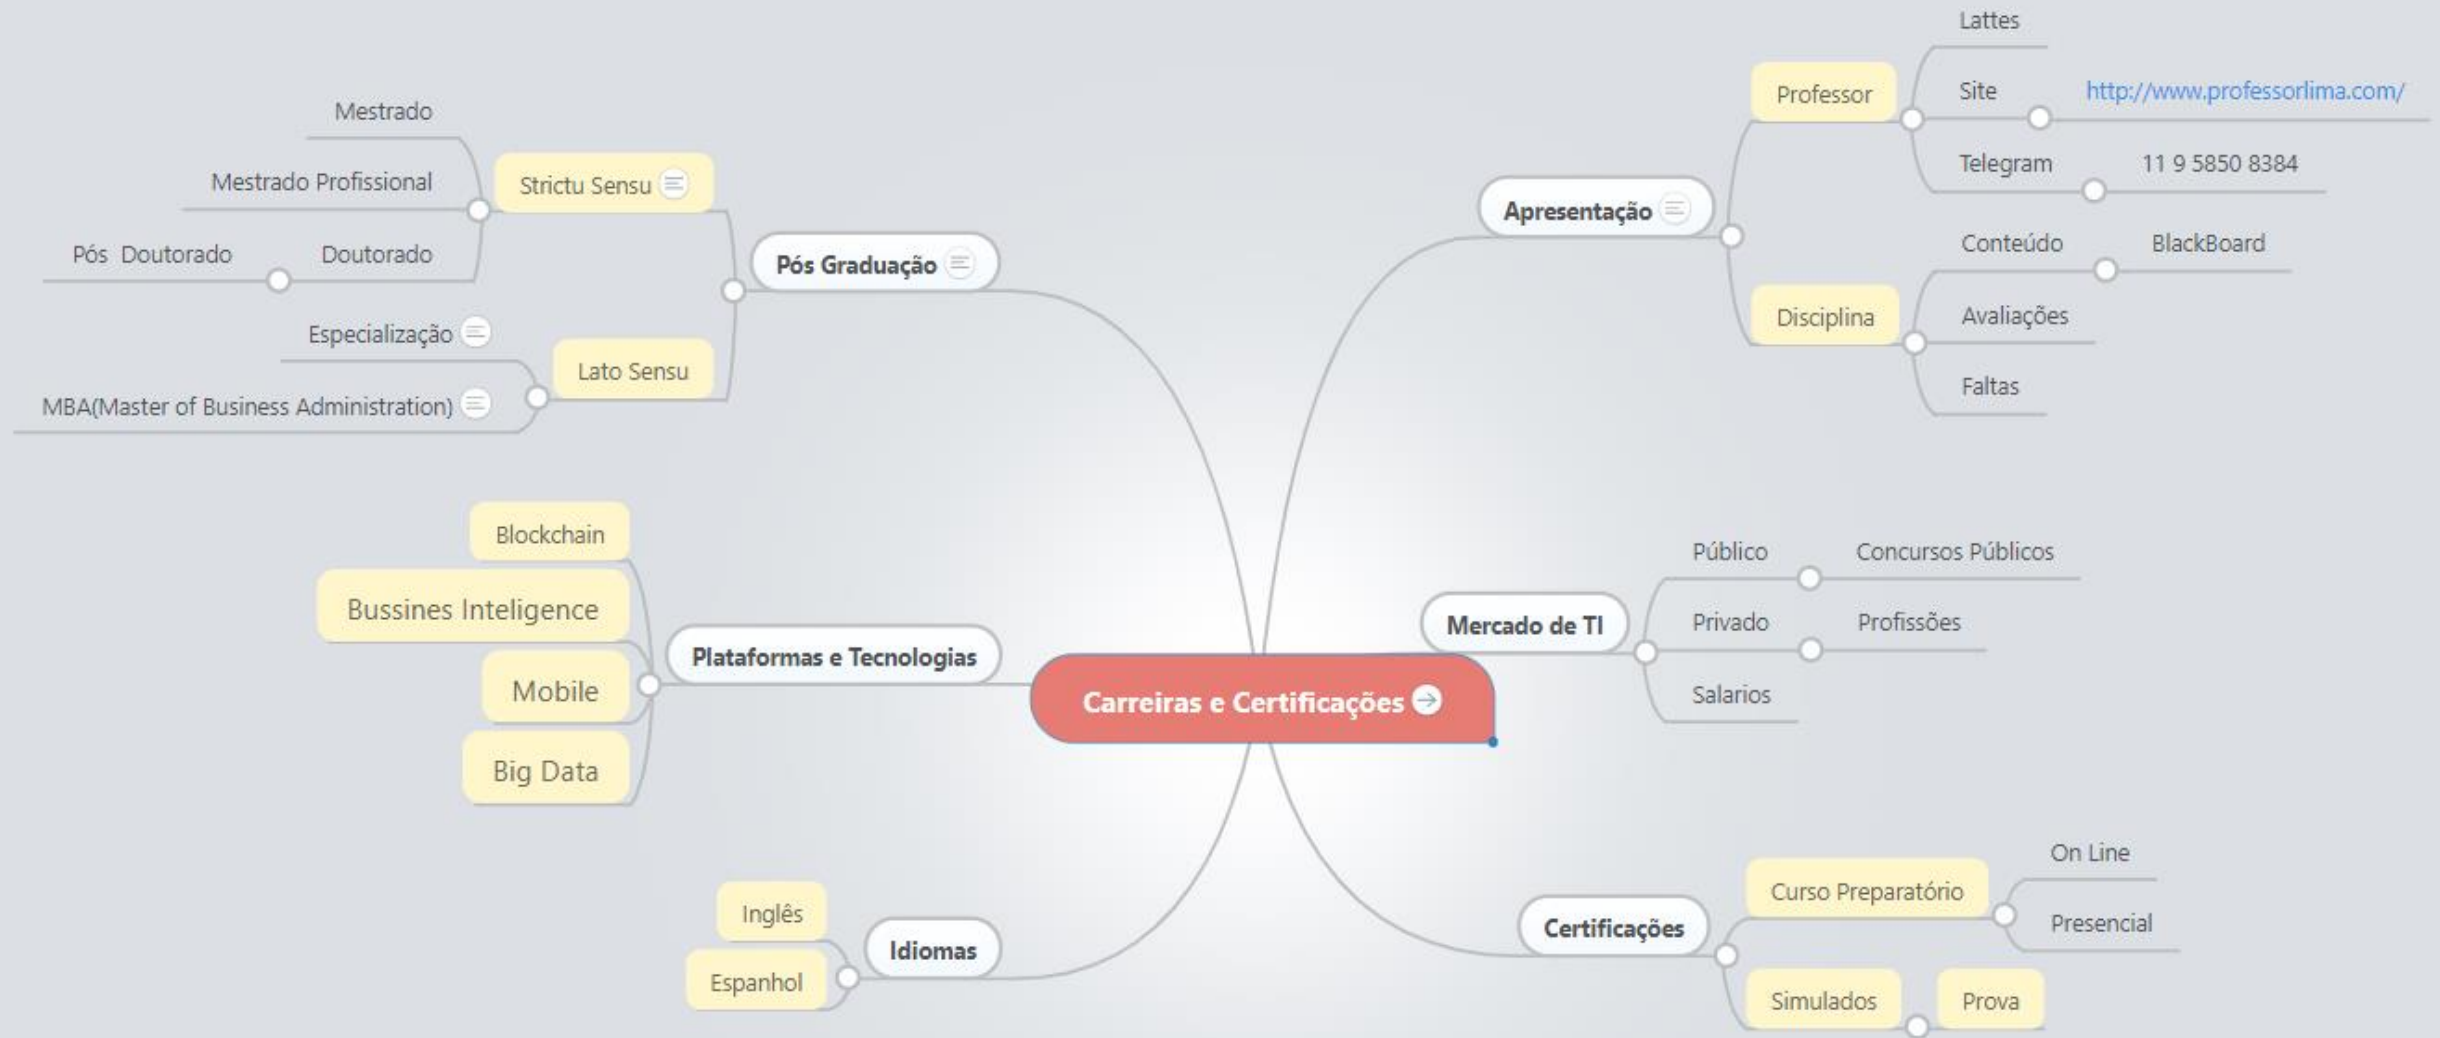 Carreiras e Certificações
Apresentação
Professor
Lattes
Site
http://www.professorlima.com/
Telegram
11 9 5850 8384
Disciplina
Conteúdo
BlackBoard
Avaliações
Faltas
Mercado de TI
Público
Concursos Públicos
Privado
Profissões
Salarios
Certificações
Curso Preparatório
On Line
Presencial
Simulados
Prova
Pós Graduação
Strictu Sensu
Mestrado
Mestrado Profissional
Doutorado
Pós Doutorado
Lato Sensu
Especialização
MBA(Master of Business Administration)
Plataformas e Tecnologias
Blockchain
Bussines Inteligence
Mobile
Big Data
Idiomas
Inglês
Espanhol